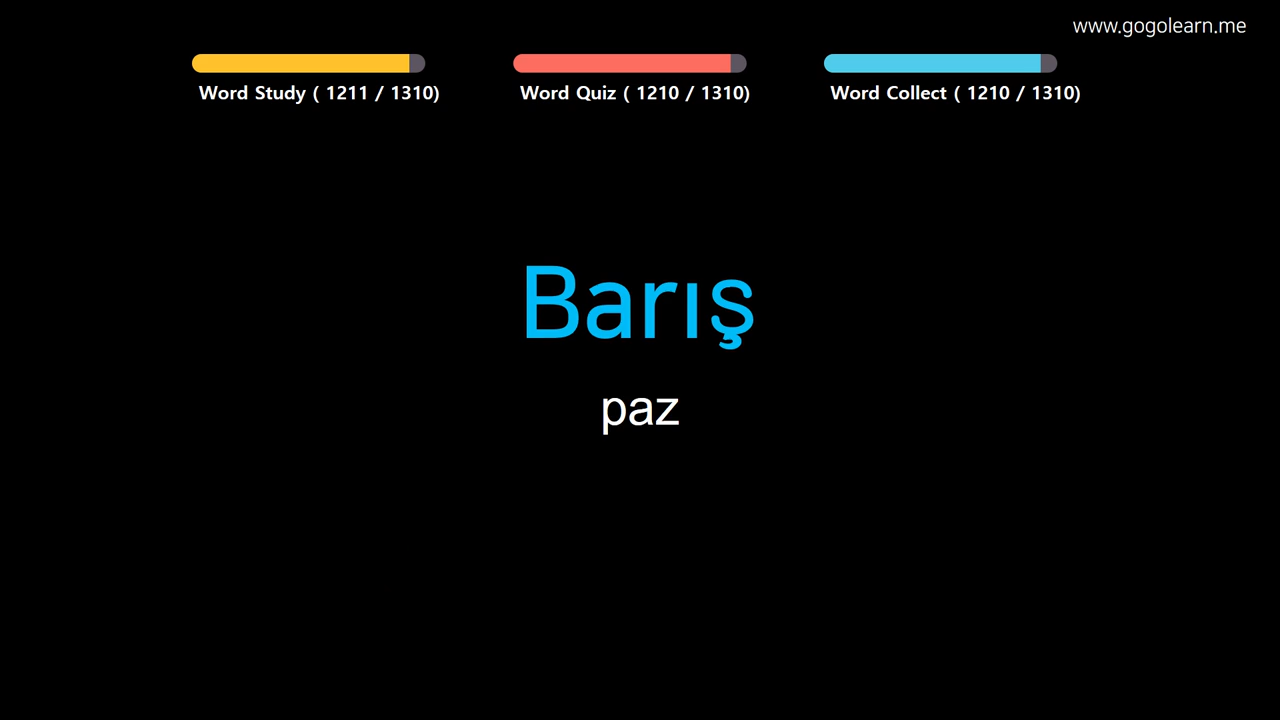 www.gogolearn.me
Word Study ( 1211 / 1310)
Word Quiz ( 1210 / 1310)
Word Collect ( 1210 / 1310)
Barış
paz